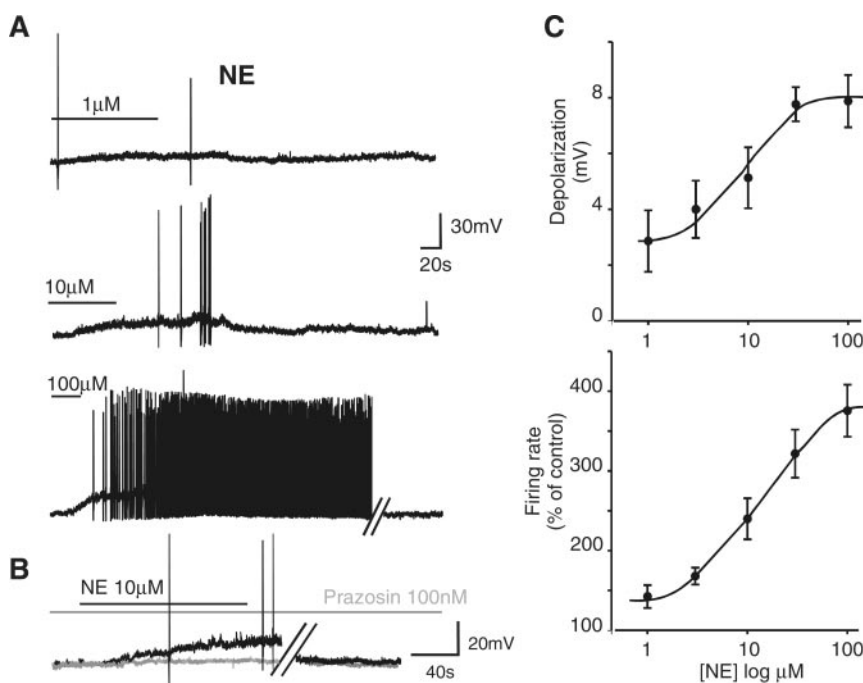 A
NE
1μM
30mV
20s
10μM
100μM
B
NE 10μM
Prazosin 100nM
20mV
40s
C
8
4
0
Depolarization
(mV)
1
10
100
400
300
200
150
100
Firing rate
(% of control)
1
10
100
[NE] log μM